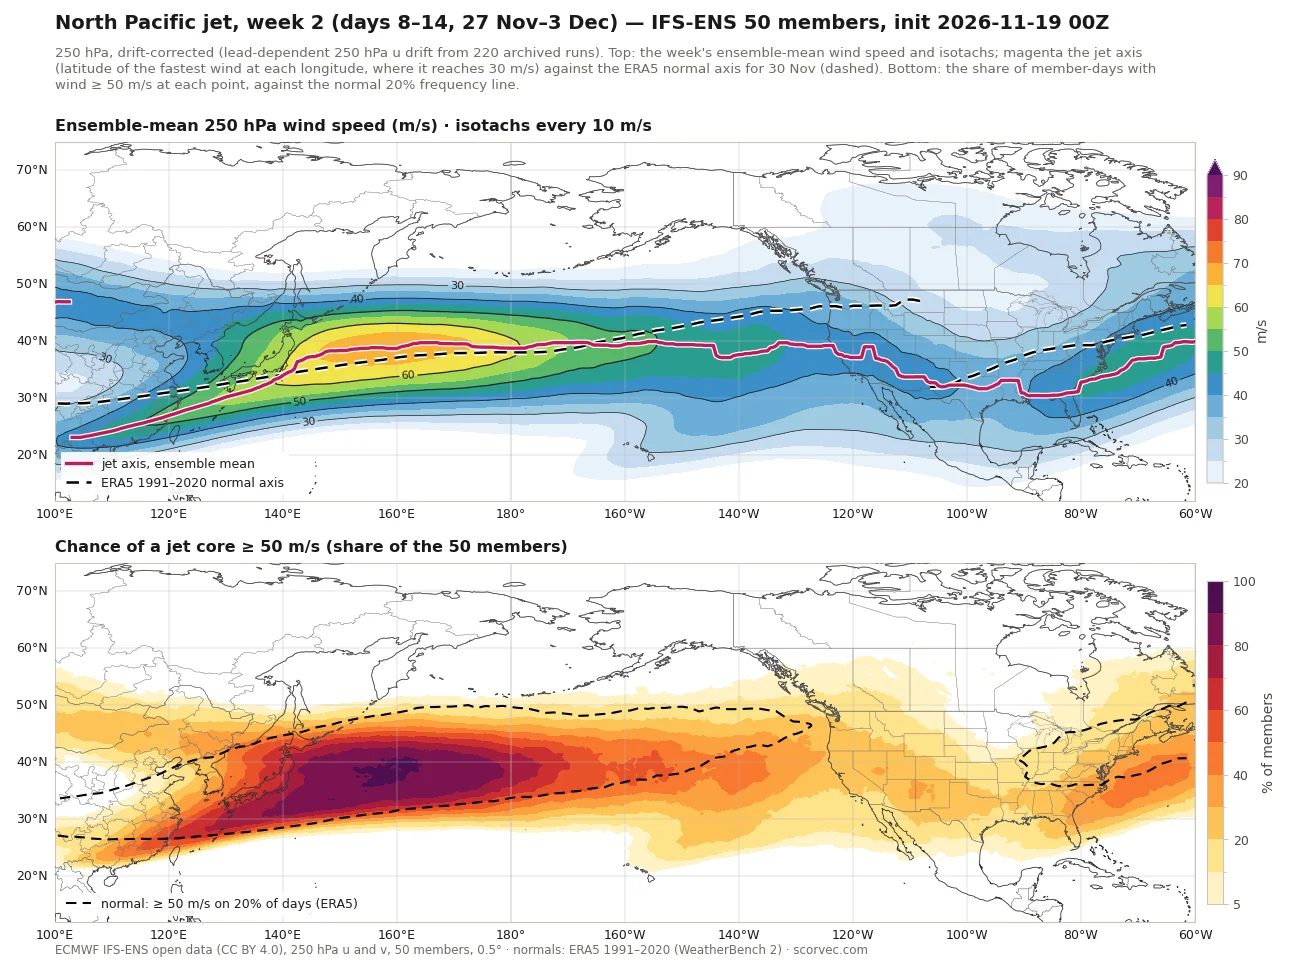 North Pacific jet, week 2 (days 8–14, 27 Nov–3 Dec) — IFS-ENS 50 members, init 2026-11-19 00Z
250 hPa, drift-corrected (lead-dependent 250 hPa u drift from 220 archived runs). Top: the week's ensemble-mean wind speed and isotachs; magenta the jet axis
(latitude of the fastest wind at each longitude, where it reaches 30 m/s) against the ERA5 normal axis for 30 Nov (dashed). Bottom: the share of member-days with
wind ≥ 50 m/s at each point, against the normal 20% frequency line.
Ensemble-mean 250 hPa wind speed (m/s) · isotachs every 10 m/s
70°N
60°N
50°N
40°N
30°N
20°N
30
40
30
60
50
30
40
90
80
70
60
50
40
30
20
m/s
jet axis, ensemble mean
ERA5 1991–2020 normal axis
100°E 120°E 140°E 160°E 180° 160°W 140°W 120°W 100°W 80°W 60°W
Chance of a jet core ≥ 50 m/s (share of the 50 members)
70°N
60°N
50°N
40°N
30°N
20°N
100
80
60
40
20
5
% of members
normal: ≥ 50 m/s on 20% of days (ERA5)
100°E 120°E 140°E 160°E 180° 160°W 140°W 120°W 100°W 80°W 60°W
ECMWF IFS-ENS open data (CC BY 4.0), 250 hPa u and v, 50 members, 0.5° · normals: ERA5 1991–2020 (WeatherBench 2) · scorvec.com